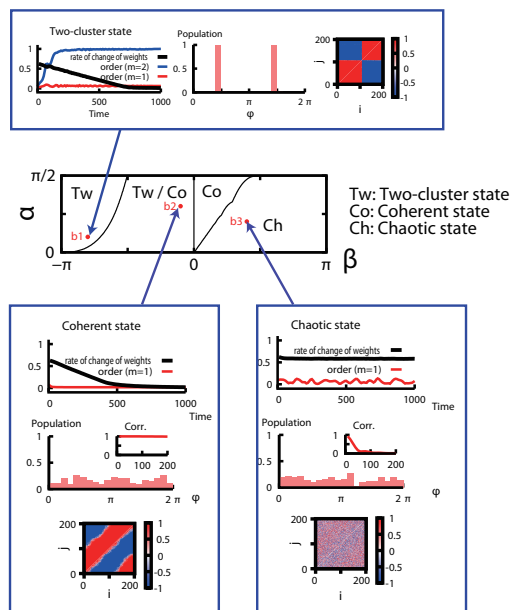 Two-cluster state
1
0.5
0
rate of change of weights
order (m=2)
order (m=1)
0 500 1000
Time
Population
1
0.5
0
0 π 2 π
φ
200
j
0
0 200
i
1
0.5
0
-0.5
-1
π/2
α
0
Tw
Tw / Co
Co
Ch
b1
b2
b3
−π 0 π
β
Tw: Two-cluster state
Co: Coherent state
Ch: Chaotic state
Coherent state
1
0.5
0
rate of change of weights
order (m=1)
0 500 1000
Time
Population
1
0.5
0
Corr.
1
0
0 100 200
0 π 2 π
φ
200
j
0
0 200
i
1
0.5
0
-0.5
-1
Chaotic state
1
0.5
0
rate of change of weights
order (m=1)
0 500 1000
Time
Population
1
0.5
0
Corr.
1
0
0 100 200
0 π 2 π
φ
200
j
0
0 200
i
1
0.5
0
-0.5
-1